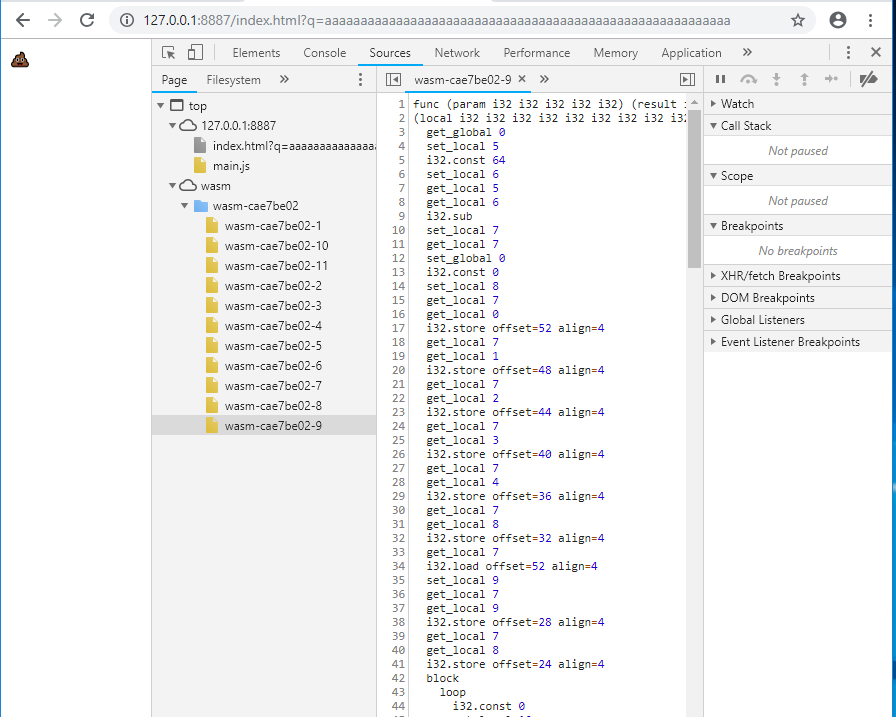 127.0.0.1:8887/index.html?q=aaaaaaaaaaaaaaaaaaaaaaaaaaaaaaaaaaaaaaaaaaaaaaaaaaaaaaaaaa
Elements Console Sources Network Performance Memory Application »
Page Filesystem »
wasm-cae7be02-9 × »
top
127.0.0.1:8887
index.html?q=aaaaaaaaaaaaaaa
main.js
wasm
wasm-cae7be02
wasm-cae7be02-1
wasm-cae7be02-10
wasm-cae7be02-11
wasm-cae7be02-2
wasm-cae7be02-3
wasm-cae7be02-4
wasm-cae7be02-5
wasm-cae7be02-6
wasm-cae7be02-7
wasm-cae7be02-8
wasm-cae7be02-9
1 func (param i32 i32 i32 i32 i32) (result i
2 (local i32 i32 i32 i32 i32 i32 i32 i32 i32
3 get_global 0
4 set_local 5
5 i32.const 64
6 set_local 6
7 get_local 5
8 get_local 6
9 i32.sub
10 set_local 7
11 get_local 7
12 set_global 0
13 i32.const 0
14 set_local 8
15 get_local 7
16 get_local 0
17 i32.store offset=52 align=4
18 get_local 7
19 get_local 1
20 i32.store offset=48 align=4
21 get_local 7
22 get_local 2
23 i32.store offset=44 align=4
24 get_local 7
25 get_local 3
26 i32.store offset=40 align=4
27 get_local 7
28 get_local 4
29 i32.store offset=36 align=4
30 get_local 7
31 get_local 8
32 i32.store offset=32 align=4
33 get_local 7
34 i32.load offset=52 align=4
35 set_local 9
36 get_local 7
37 get_local 9
38 i32.store offset=28 align=4
39 get_local 7
40 get_local 8
41 i32.store offset=24 align=4
42 block
43 loop
44 i32.const 0
Watch
Call Stack
Not paused
Scope
Not paused
Breakpoints
No breakpoints
XHR/fetch Breakpoints
DOM Breakpoints
Global Listeners
Event Listener Breakpoints